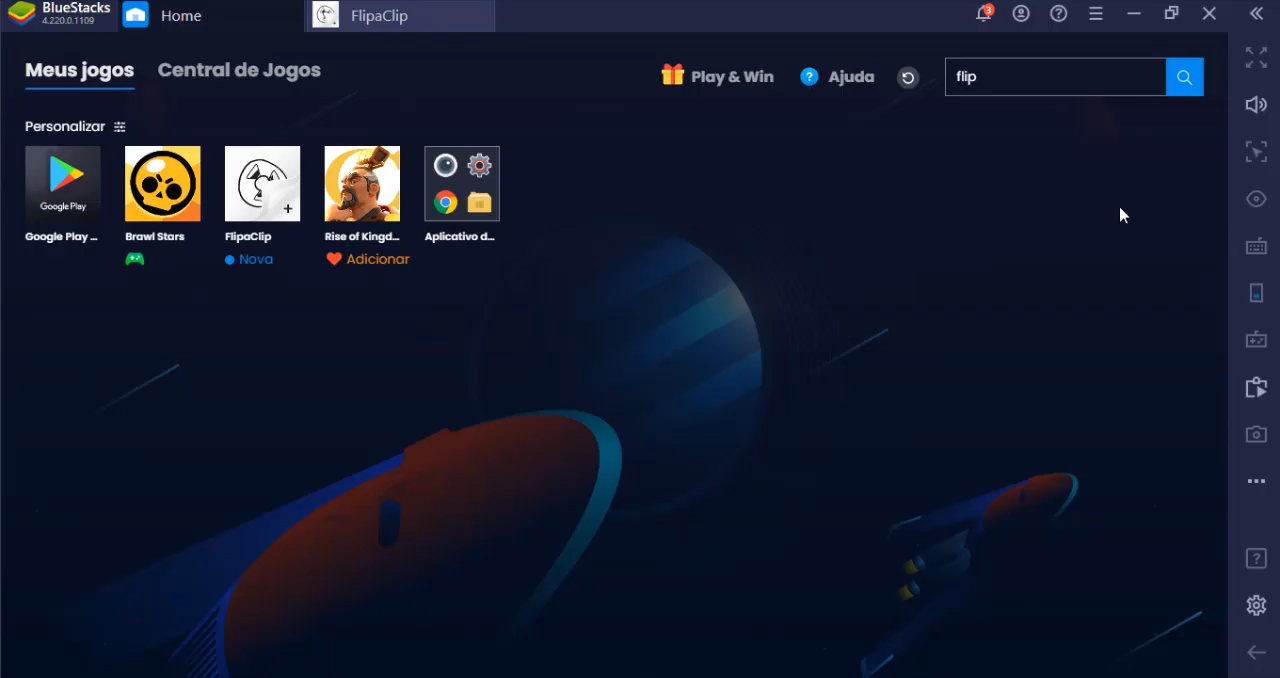 BlueStacks
4.220.0.1109
Home
FlipaClip
3
Meus jogos
Central de Jogos
Play & Win
? Ajuda
flip
Personalizar
Google Play
Google Play ...
Brawl Stars
FlipaClip
Rise of Kingd...
Aplicativo d...
Nova
Adicionar